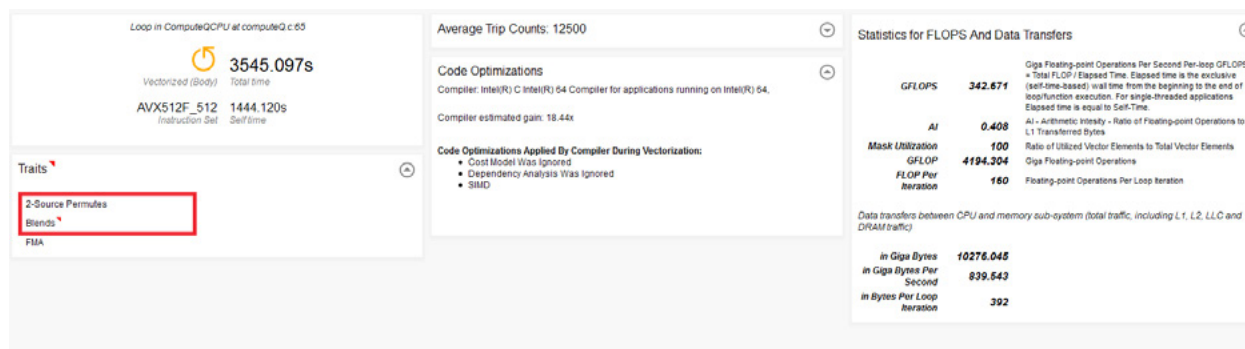 Loop in ComputeQCPU at computeQ.c:65
3545.097s
Vectorized (Body) Total time
AVX512F_512 1444.120s
Instruction Set Self time
Traits
2-Source Permutes
Blends
FMA
Average Trip Counts: 12500
Code Optimizations
Compiler: Intel(R) C Intel(R) 64 Compiler for applications running on Intel(R) 64,
Compiler estimated gain: 18.44x
Code Optimizations Applied By Compiler During Vectorization:
• Cost Model Was Ignored
• Dependency Analysis Was Ignored
• SIMD
Statistics for FLOPS And Data Transfers
GFLOPS 342.671 Giga Floating-point Operations Per Second Per-loop GFLOPS
= Total FLOP / Elapsed Time. Elapsed time is the exclusive
(self-time-based) wall time from the beginning to the end of
loop/function execution. For single-threaded applications
Elapsed time is equal to Self-Time.
AI 0.408 AI - Arithmetic Intesity - Ratio of Floating-point Operations to
L1 Transferred Bytes
Mask Utilization 100 Ratio of Utilized Vector Elements to Total Vector Elements
GFLOP 4194.304 Giga Floating-point Operations
FLOP Per
Iteration 160 Floating-point Operations Per Loop Iteration
Data transfers between CPU and memory sub-system (total traffic, including L1, L2, LLC and
DRAM traffic)
in Giga Bytes 10276.045
in Giga Bytes Per
Second 839.543
in Bytes Per Loop
Iteration 392